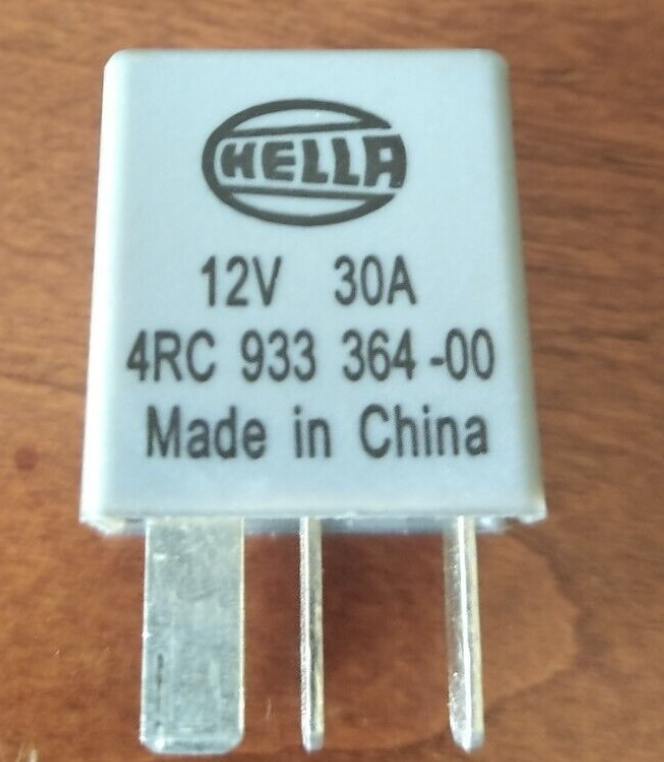 HELLA
12V 30A
4RC 933 364-00
Made in China